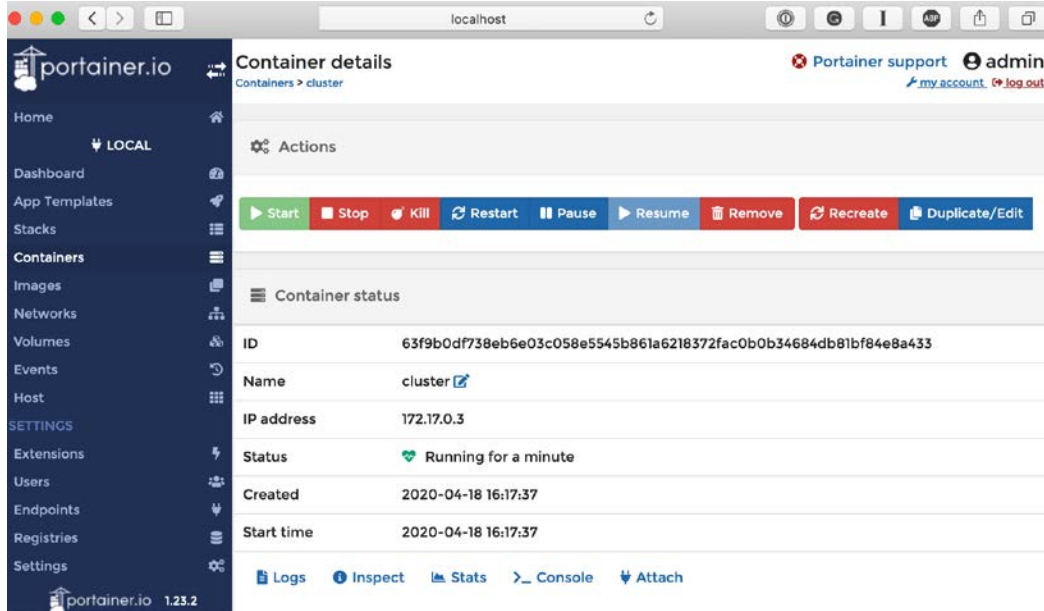 localhost
portainer.io
Container details
Portainer support admin
Containers > cluster
my account log out
Home
LOCAL
Dashboard
App Templates
Stacks
Containers
Images
Networks
Volumes
Events
Host
SETTINGS
Extensions
Users
Endpoints
Registries
Settings
portainer.io 1.23.2
Actions
Start Stop Kill Restart Pause Resume Remove Recreate Duplicate/Edit
Container status
ID 63f9b0df738eb6e03c058e5545b861a6218372fac0b0b34684db81bf84e8a433
Name cluster
IP address 172.17.0.3
Status Running for a minute
Created 2020-04-18 16:17:37
Start time 2020-04-18 16:17:37
Logs Inspect Stats >_ Console Attach